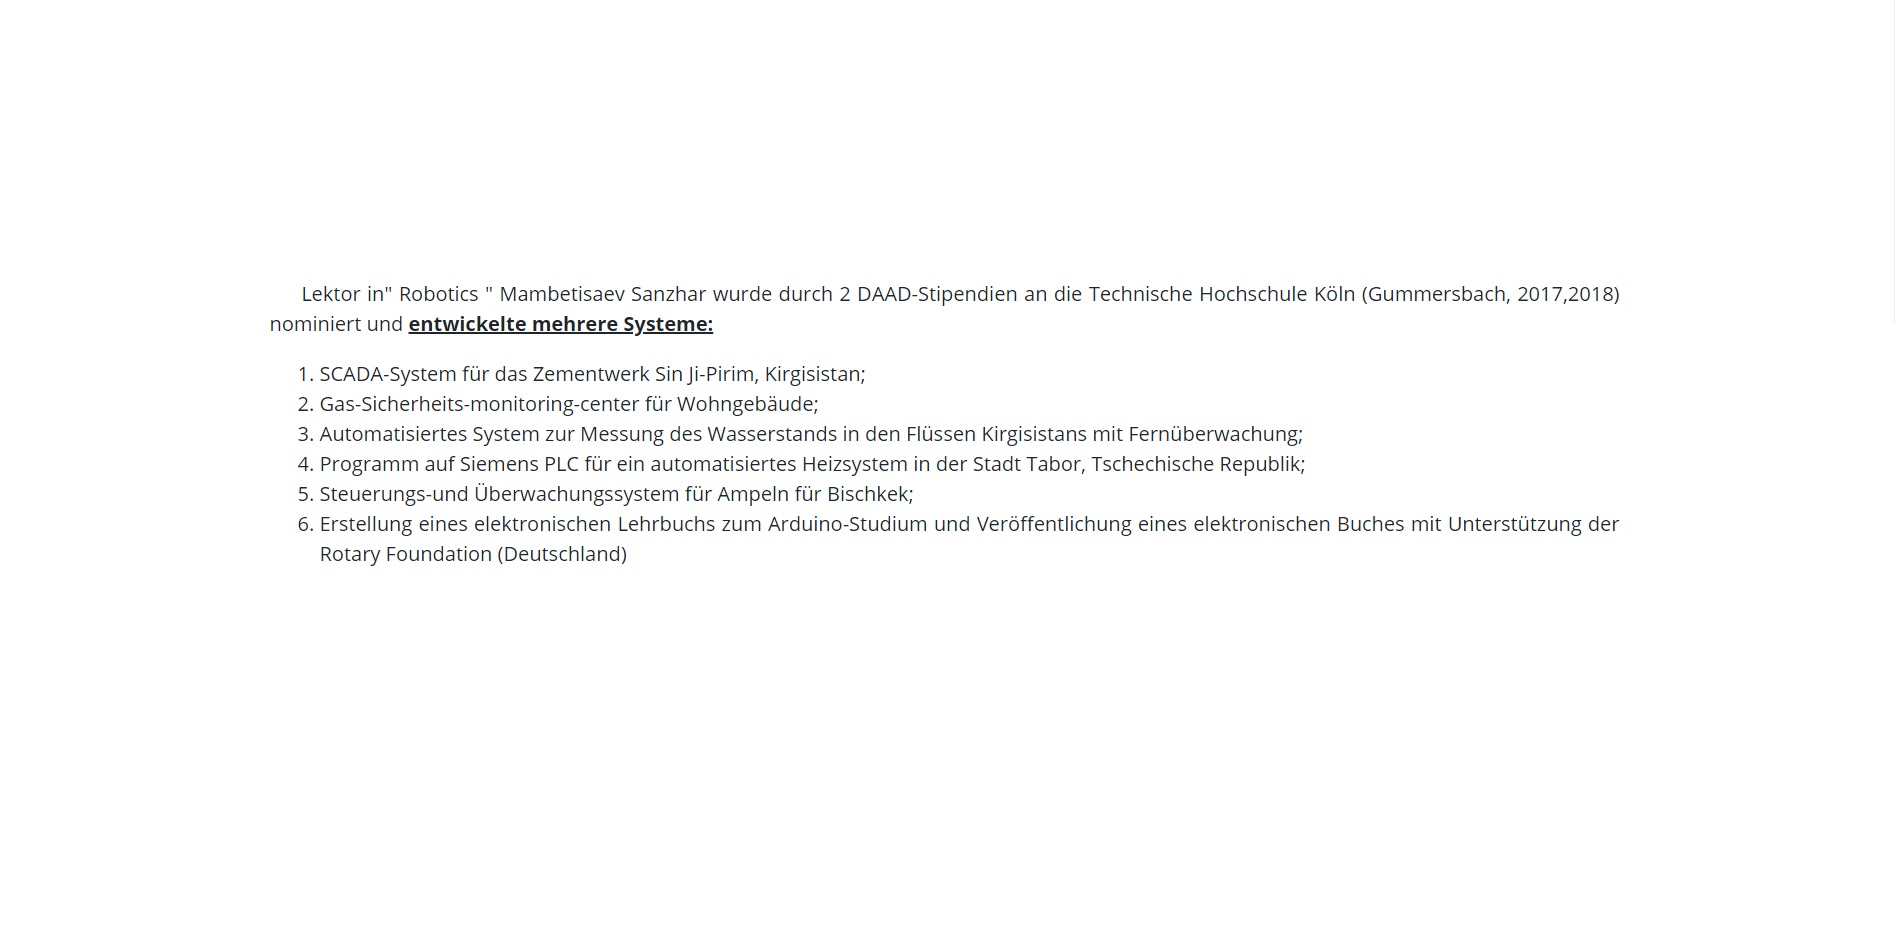 Lektor in" Robotics " Mambetisaev Sanzhar wurde durch 2 DAAD-Stipendien an die Technische Hochschule Köln (Gummersbach, 2017,2018)
nominiert und entwickelte mehrere Systeme:
1. SCADA-System für das Zementwerk Sin Ji-Pirim, Kirgisistan;
2. Gas-Sicherheits-monitoring-center für Wohngebäude;
3. Automatisiertes System zur Messung des Wasserstands in den Flüssen Kirgisistans mit Fernüberwachung;
4. Programm auf Siemens PLC für ein automatisiertes Heizsystem in der Stadt Tabor, Tschechische Republik;
5. Steuerungs-und Überwachungssystem für Ampeln für Bischkek;
6. Erstellung eines elektronischen Lehrbuchs zum Arduino-Studium und Veröffentlichung eines elektronischen Buches mit Unterstützung der
Rotary Foundation (Deutschland)